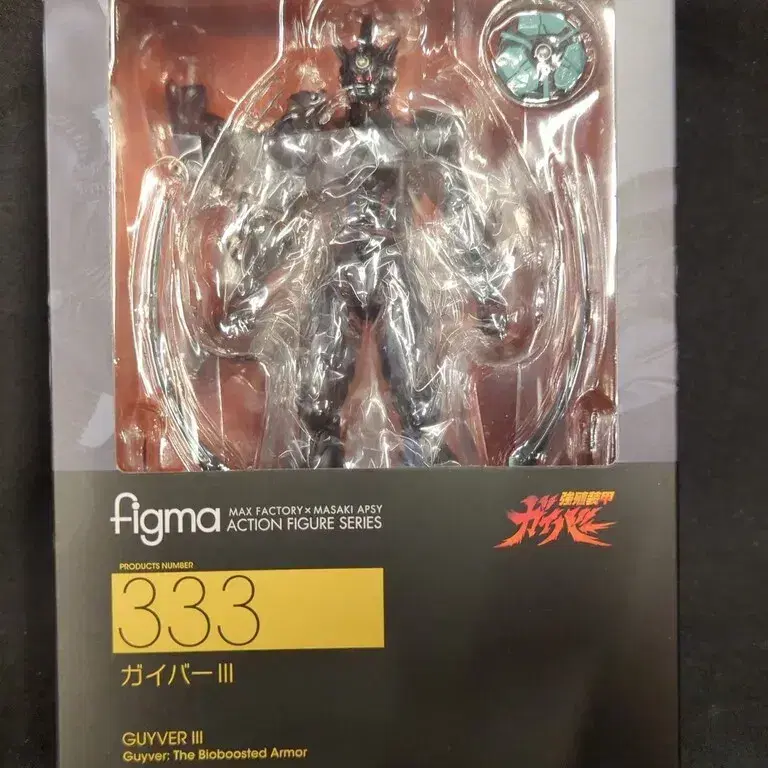 figma
MAX FACTORY × MASAKI APSY
ACTION FIGURE SERIES
強殖装甲
ガイバー
PRODUCTS NUMBER
333
ガイバーIII
GUYVER III
Guyver: The Bioboosted Armor